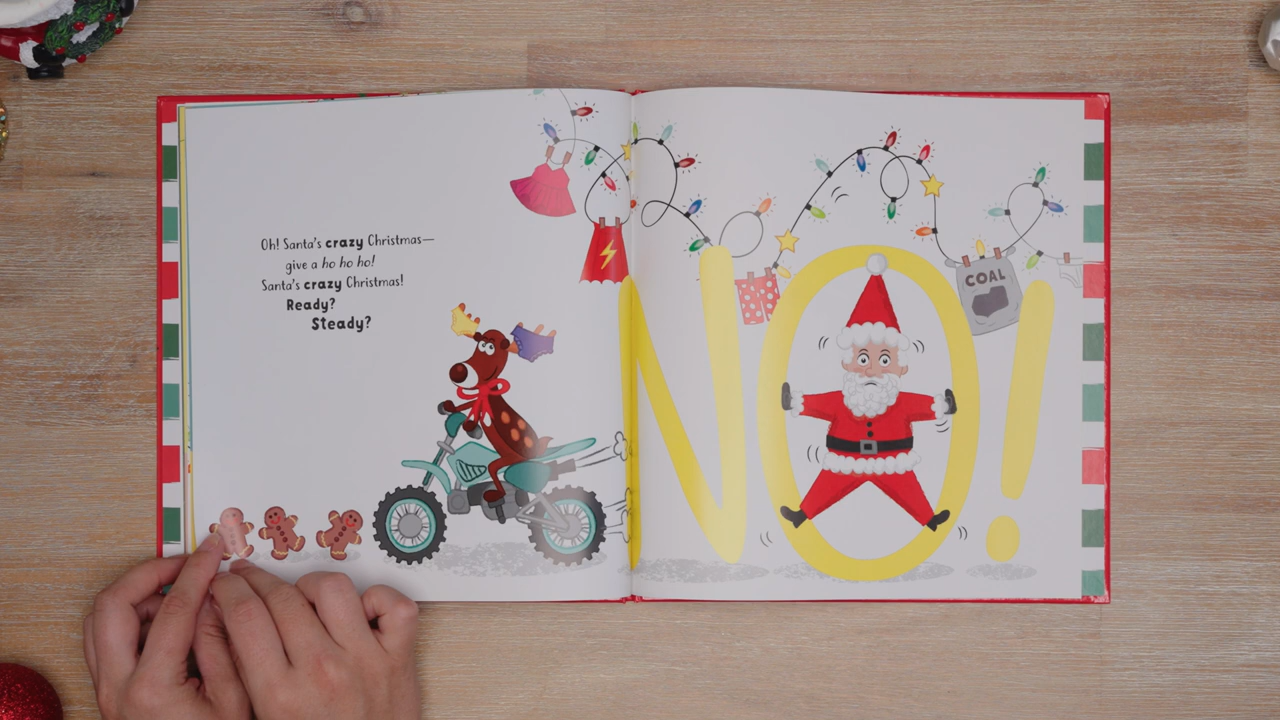 Oh! Santa's crazy Christmas—
give a ho ho ho!
Santa's crazy Christmas!
Ready?
Steady?
NO!
COAL